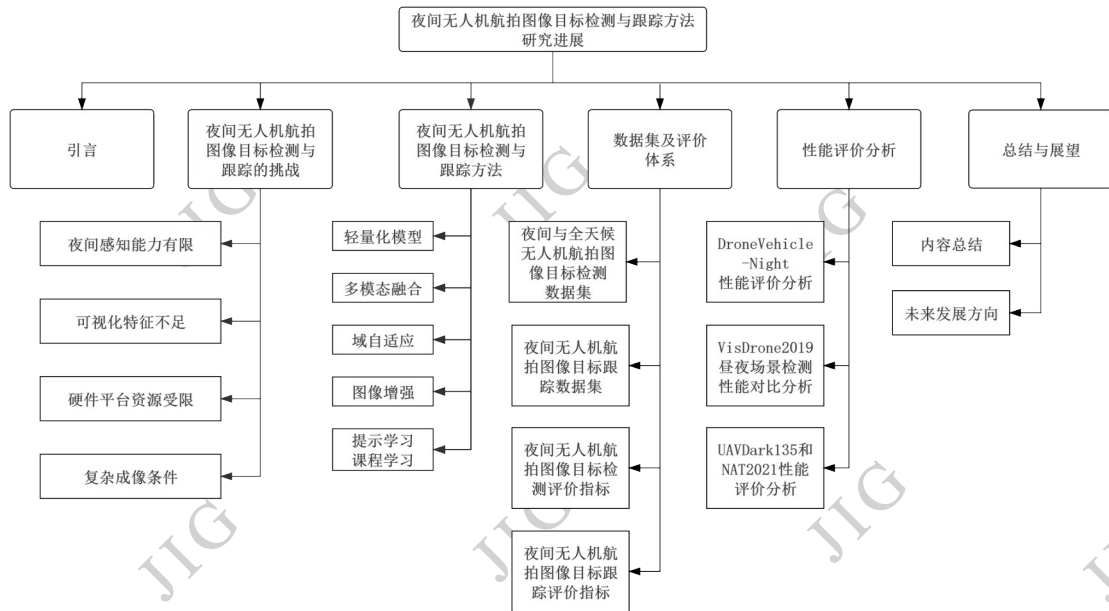 夜间无人机航拍图像目标检测与跟踪方法
研究进展
引言
夜间无人机航拍
图像目标检测与
跟踪的挑战
夜间无人机航拍
图像目标检测与
跟踪方法
数据集及评价
体系
性能评价分析
总结与展望
夜间感知能力有限
可视化特征不足
硬件平台资源受限
复杂成像条件
轻量化模型
多模态融合
域自适应
图像增强
提示学习
课程学习
夜间与全天候
无人机航拍图
像目标检测
数据集
夜间无人机航
拍图像目标跟
踪数据集
夜间无人机航
拍图像目标检
测评价指标
夜间无人机航
拍图像目标跟
踪评价指标
DroneVehicle
-Night
性能评价分析
VisDrone2019
昼夜场景检测
性能对比分析
UAVDark135和
NAT2021性能
评价分析
内容总结
未来发展方向
JIG
JIG
JIG
JIG
JIG
JIG